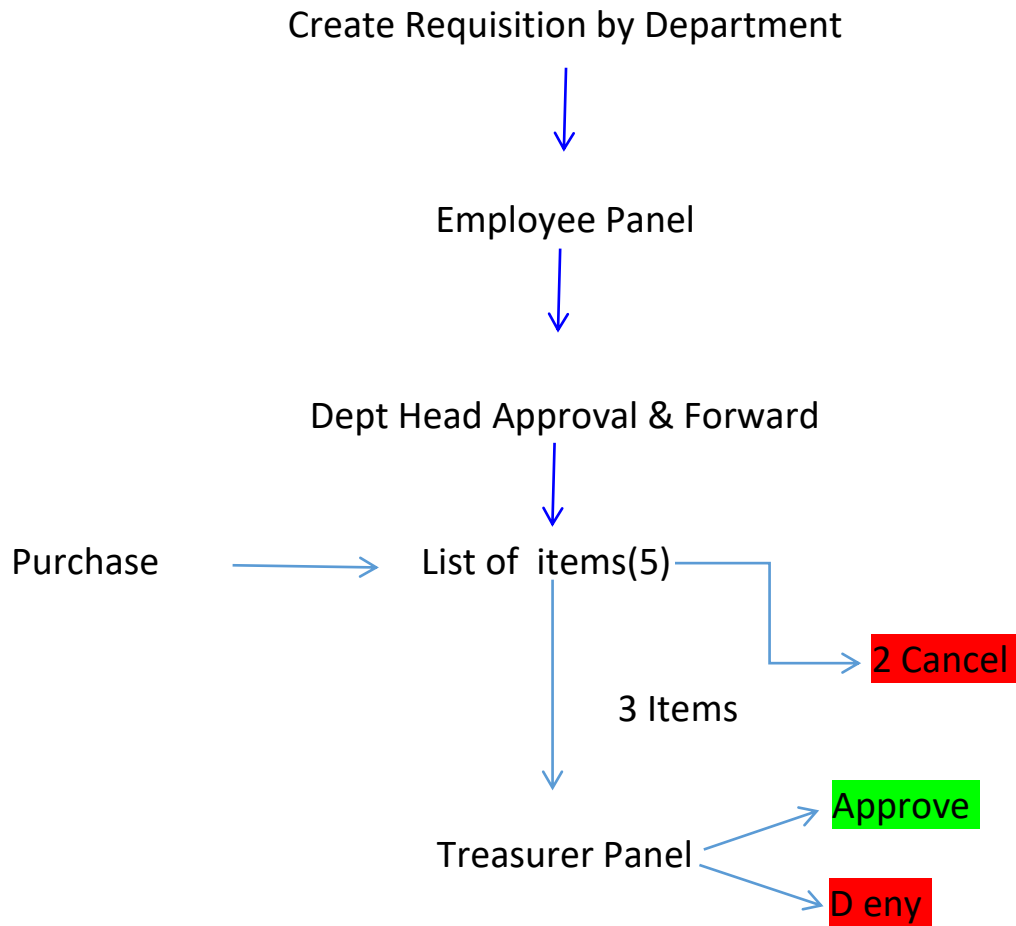 Create Requisition by Department
Employee Panel
Dept Head Approval & Forward
Purchase
List of items(5)
2 Cancel
3 Items
Approve
Treasurer Panel
D eny